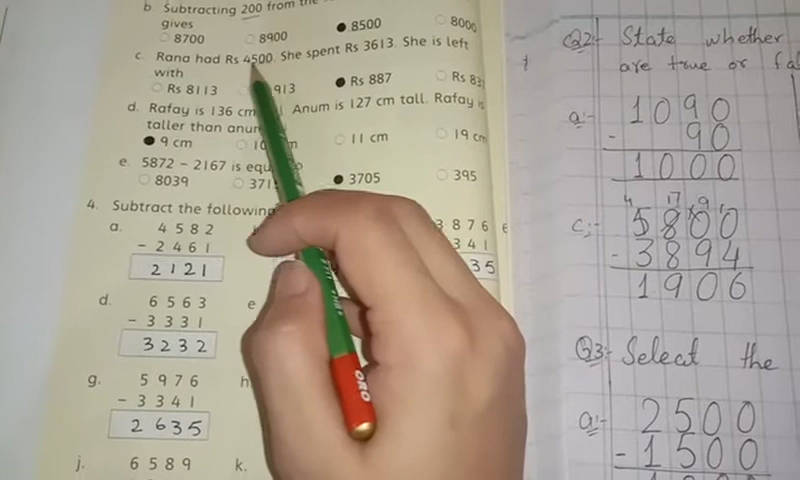 b. Subtracting 200 from the
gives
8700 8900 8500 8000
c. Rana had Rs 4500. She spent Rs 3613. She is left
with
Rs 8113 913 Rs 887 Rs
d. Rafay is 136 cm Anum is 127 cm tall. Rafay is
taller than anum
9 cm 11 cm 19 cm
e. 5872 – 2167 is
8039 3705 395
4. Subtract the following
a. 4582
– 2461
2121
3876 e
341
35
d. 6563 e
– 3331
3232
g. 5976 h
– 3341
2635
j. 6589 k.
ORO
Q2:- State whether
are true or
a:- 1090
- 90
1000
c:- 5800
- 3894
1906
Q3:- Select the
a:- 2500
- 1500